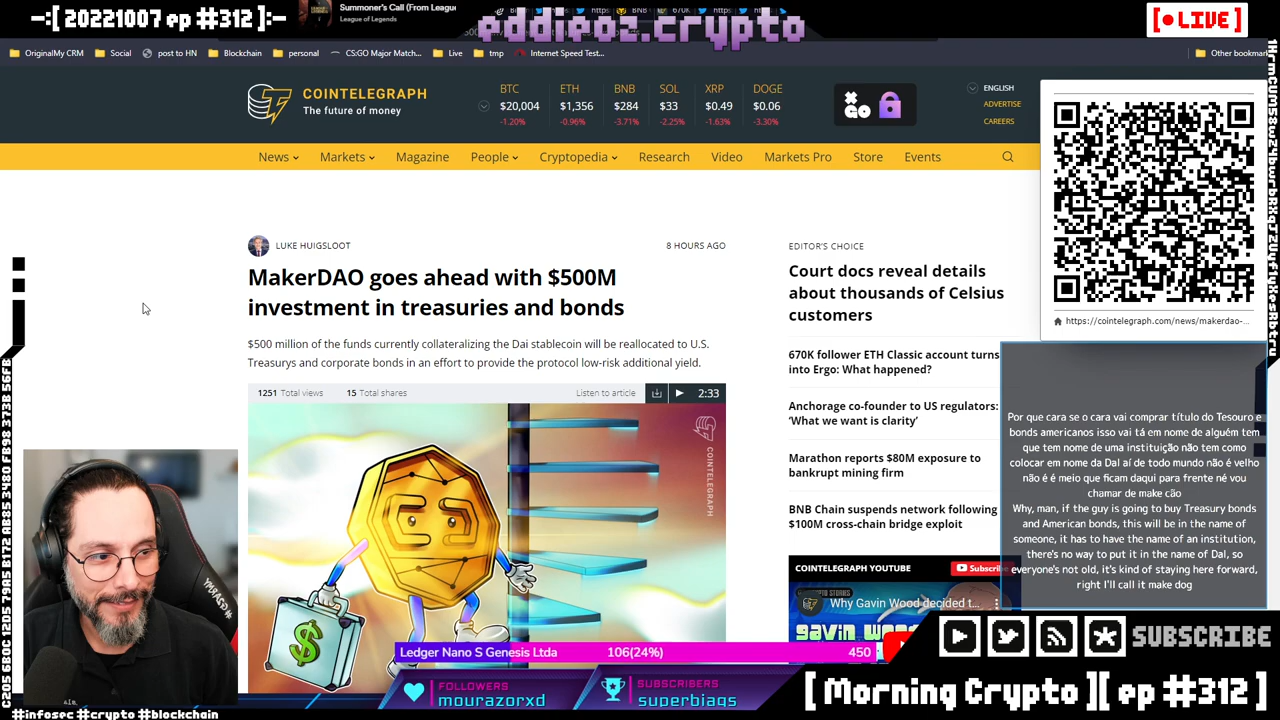 -:[ 20221007 ep #312 ]:-
Summoner's Call (From Leag
League of Legends
eddieoz.crypto
[● LIVE]
OriginalMy CRM
Social
post to HN
Blockchain
personal
CS:GO Major Match...
Live
tmp
Internet Speed Test...
Other bookmar
COINTELEGRAPH
The future of money
BTC ETH BNB SOL XRP DOGE
$20,004 $1,356 $284 $33 $0.49 $0.06
-1.20% -0.96% -3.71% -2.25% -1.63% -3.30%
ENGLISH
ADVERTISE
CAREERS
News Markets Magazine People Cryptopedia Research Video Markets Pro Store Events
LUKE HUIGSLOOT
8 HOURS AGO
MakerDAO goes ahead with $500M
investment in treasuries and bonds
$500 million of the funds currently collateralizing the Dai stablecoin will be reallocated to U.S.
Treasurys and corporate bonds in an effort to provide the protocol low-risk additional yield.
1251 Total views 15 Total shares
Listen to article
2:33
COINTELEGRAPH
EDITOR'S CHOICE
Court docs reveal details
about thousands of Celsius
customers
670K follower ETH Classic account turns
into Ergo: What happened?
Anchorage co-founder to US regulators:
'What we want is clarity'
Marathon reports $80M exposure to
bankrupt mining firm
BNB Chain suspends network following
$100M cross-chain bridge exploit
COINTELEGRAPH YOUTUBE
Subscribe
Why Gavin Wood decided t...
https://cointelegraph.com/news/makerdao-...
Por que cara se o cara vai comprar título do Tesouro e
bonds americanos isso vai tá em nome de alguém tem
que tem nome de uma instituição não tem como
colocar em nome da DaI aí de todo mundo não é velho
não é é meio que ficam daqui para frente né vou
chamar de make cão
Why, man, if the guy is going to buy Treasury bonds
and American bonds, this will be in the name of
someone, it has to have the name of an institution,
there's no way to put it in the name of DaI, so
everyone's not old, it's kind of staying here forward,
right I'll call it make dog
Ledger Nano S Genesis Ltda 106(24%) 450
FOLLOWERS
mourazorxd
SUBSCRIBERS
superbiaqs
SUBSCRIBE
[ Morning Crypto ][ ep #312 ]
#infosec #crypto #blockchain